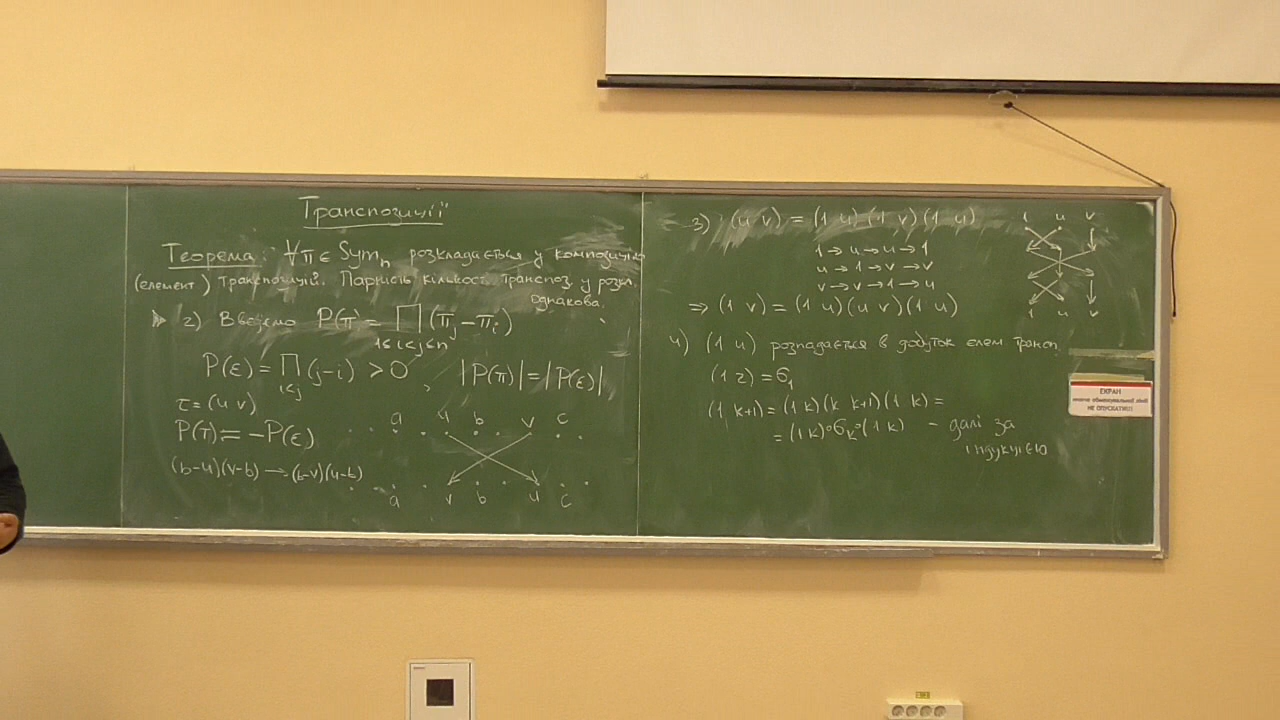 Транспозиції
Теорема: ∀π ∈ Symₙ розкладається у композицію
(елемент) транспозицій. Парність кількості транспоз. у розкл.
однакова.
2) Введемо P(π) = ∏ (πj − πi)
1≤i<j≤n
P(ε) = ∏ (j−i) > 0, |P(π)| = |P(ε)|
i<j
τ = (u v)
P(τ) = −P(ε)
(b−u)(v−b) → (b−v)(u−b)
a u b v c
a v b u c
3) (u v) = (1 u) (1 v) (1 u)
1 → u → u → 1
u → 1 → v → v
v → v → 1 → u
⇒ (1 v) = (1 u)(u v)(1 u)
1 u v
1 u v
4) (1 u) розпадається в добуток елем трансп.
(1 2) = σ₁
(1 k+1) = (1 k)(k k+1)(1 k) =
= (1 k)∘σₖ∘(1 k) – далі за
індукцією
ЕКРАН
НЕ ОПУСКАТИ!!!